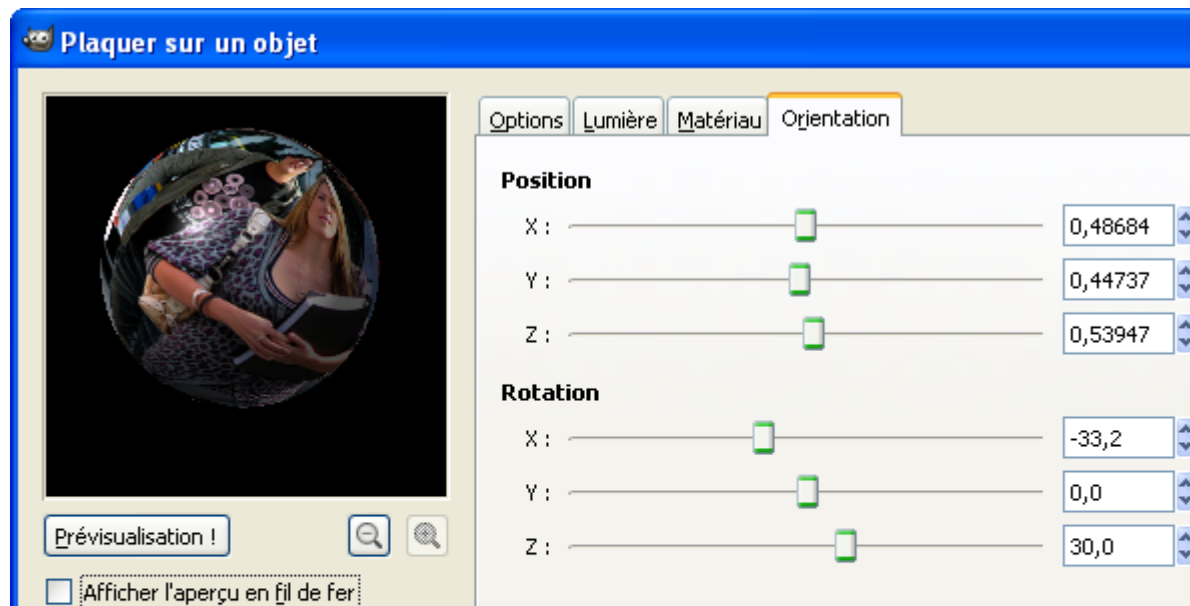 Plaquer sur un objet
Options Lumière Matériau Orientation
Position
X : 0,48684
Y : 0,44737
Z : 0,53947
Rotation
X : -33,2
Y : 0,0
Z : 30,0
Prévisualisation !
Afficher l'aperçu en fil de fer